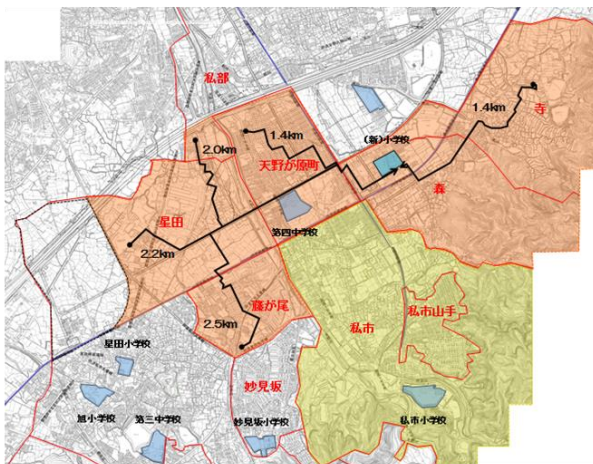 私部
1.4km
寺
(新)小学校
1.4km
2.0km
天野が原町
森
星田
第四中学校
2.2km
藤が尾
私市
私市山手
2.5km
星田小学校
妙見坂
旭小学校
第三中学校
妙見坂小学校
私市小学校